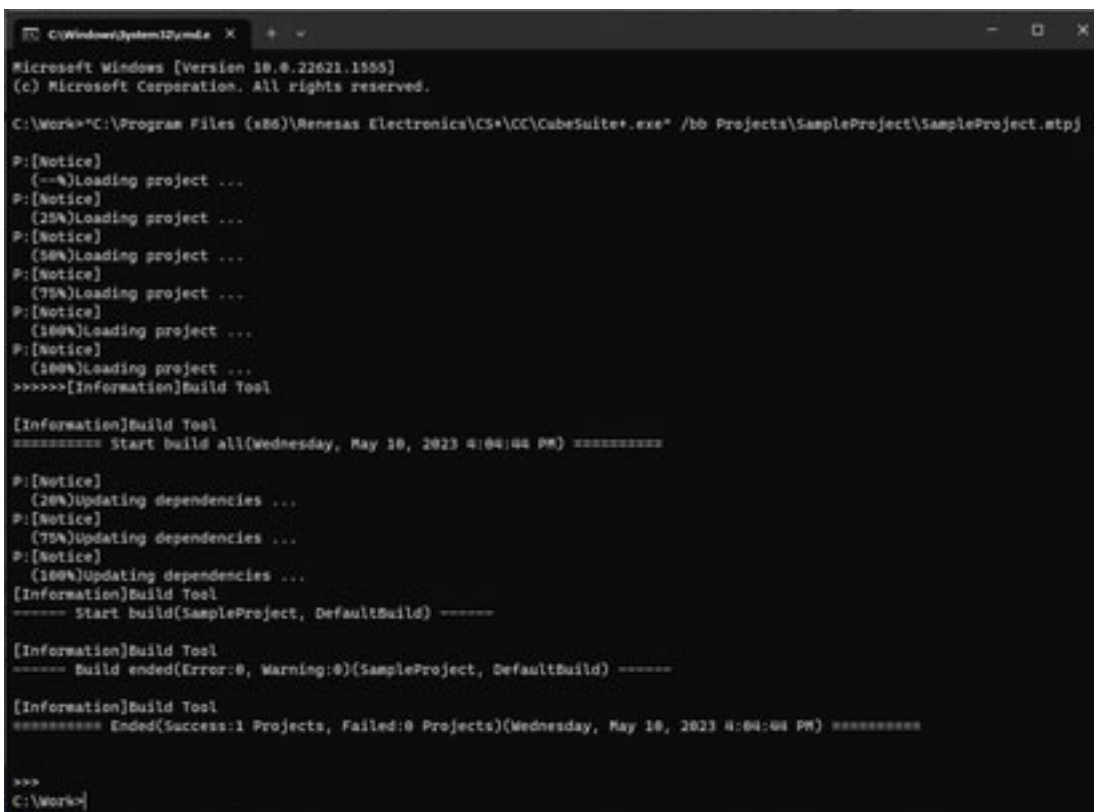 C:\Windows\System32\cmd.e
Microsoft Windows [Version 10.0.22621.1555]
(c) Microsoft Corporation. All rights reserved.
C:\Work>"C:\Program Files (x86)\Renesas Electronics\CS+\CC\CubeSuite+.exe" /bb Projects\SampleProject\SampleProject.mtpj
P:[Notice]
(--%)Loading project ...
P:[Notice]
(25%)Loading project ...
P:[Notice]
(50%)Loading project ...
P:[Notice]
(75%)Loading project ...
P:[Notice]
(100%)Loading project ...
P:[Notice]
(100%)Loading project ...
>>>>>>[Information]Build Tool
[Information]Build Tool
========== Start build all(Wednesday, May 10, 2023 4:04:44 PM) ==========
P:[Notice]
(20%)Updating dependencies ...
P:[Notice]
(75%)Updating dependencies ...
P:[Notice]
(100%)Updating dependencies ...
[Information]Build Tool
------ Start build(SampleProject, DefaultBuild) ------
[Information]Build Tool
------ Build ended(Error:0, Warning:0)(SampleProject, DefaultBuild) ------
[Information]Build Tool
========== Ended(Success:1 Projects, Failed:0 Projects)(Wednesday, May 10, 2023 4:04:44 PM) ==========
>>>
C:\Work>